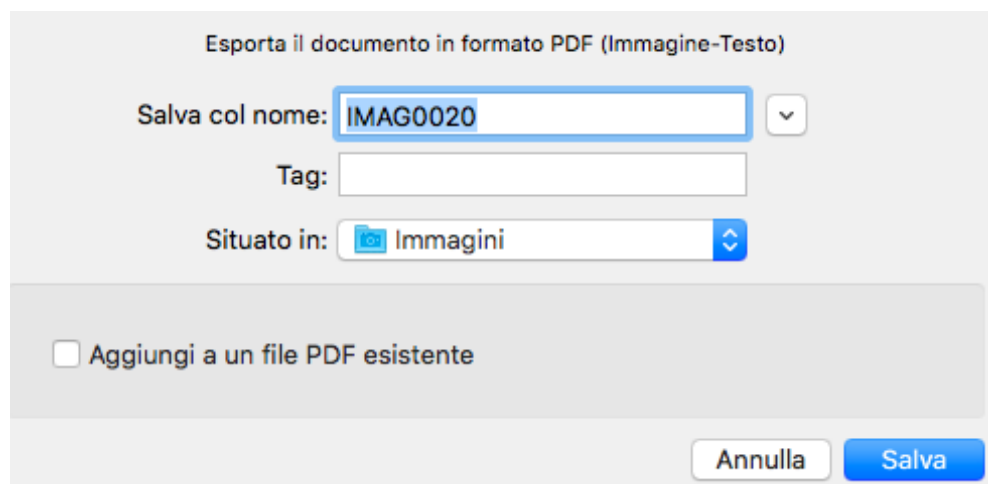 Esporta il documento in formato PDF (Immagine-Testo)
Salva col nome: IMAG0020
Tag:
Situato in: Immagini
Aggiungi a un file PDF esistente
Annulla Salva